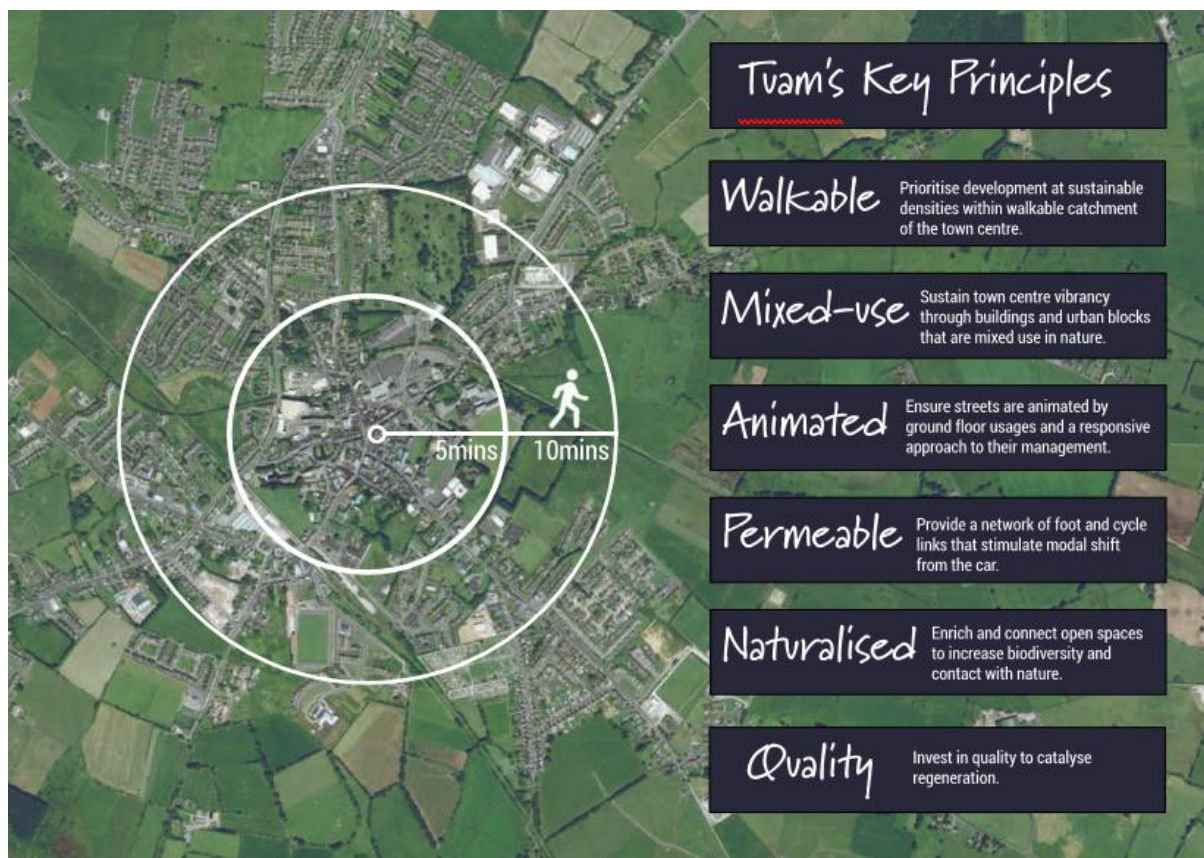 Tuam's Key Principles
Walkable
Prioritise development at sustainable
densities within walkable catchment
of the town centre.
Mixed-use
Sustain town centre vibrancy
through buildings and urban blocks
that are mixed use in nature.
Animated
Ensure streets are animated by
ground floor usages and a responsive
approach to their management.
5mins 10mins
Permeable
Provide a network of foot and cycle
links that stimulate modal shift
from the car.
Naturalised
Enrich and connect open spaces
to increase biodiversity and
contact with nature.
Quality
Invest in quality to catalyse
regeneration.